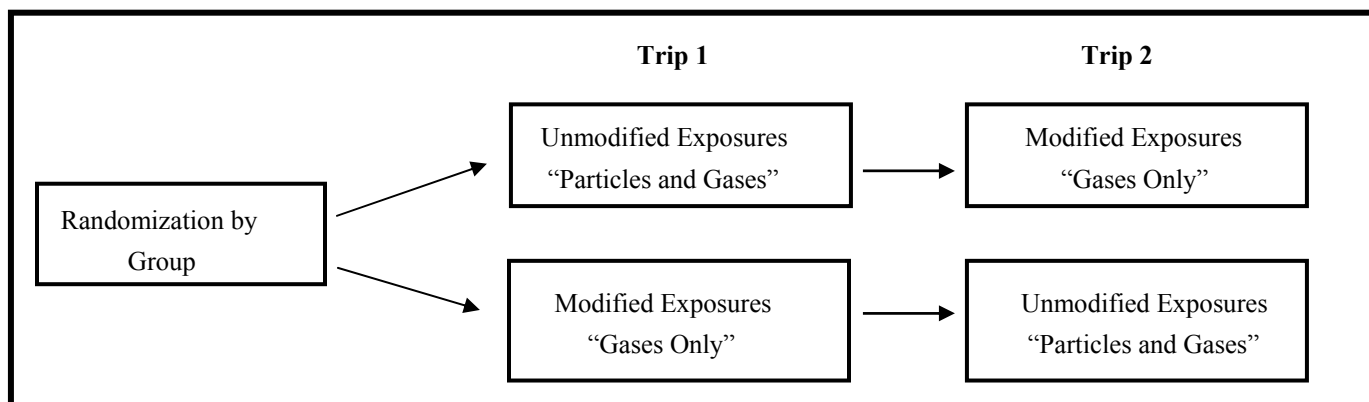 Trip 1
Trip 2
Randomization by
Group
Unmodified Exposures
“Particles and Gases”
Modified Exposures
“Gases Only”
Modified Exposures
“Gases Only”
Unmodified Exposures
“Particles and Gases”